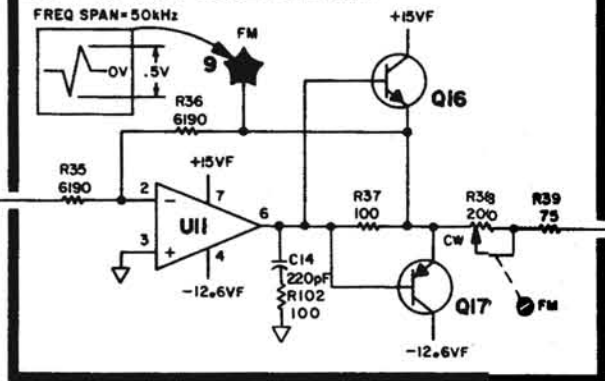 FREQ SPAN=50kHz
0V
.5V
9
FM
+15VF
Q16
R36
6190
R35
6190
+15VF
2
−
7
U11
6
3
+
4
−12.6VF
C14
220pF
R102
100
R37
100
R38
200
CW
R39
75
Q17
FM
−12.6VF